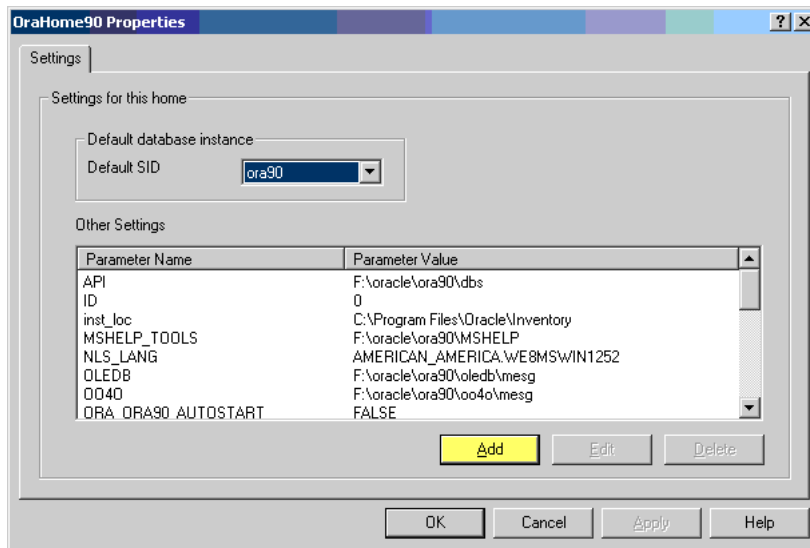 OraHome90 Properties
Settings
Settings for this home
Default database instance
Default SID ora90
Other Settings
Parameter Name Parameter Value
API F:\oracle\ora90\dbs
ID 0
inst_loc C:\Program Files\Oracle\Inventory
MSHELP_TOOLS F:\oracle\ora90\MSHELP
NLS_LANG AMERICAN_AMERICA.WE8MSWIN1252
OLEDB F:\oracle\ora90\oledb\mesg
OO4O F:\oracle\ora90\oo4o\mesg
ORA_ORA90_AUTOSTART FALSE
Add Edit Delete
OK Cancel Apply Help